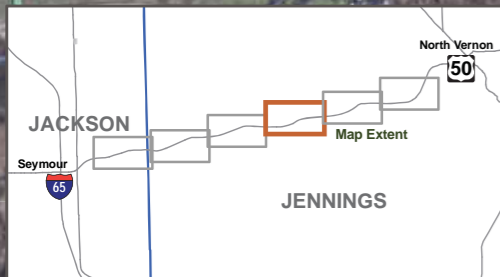 North Vernon
50
JACKSON
Map Extent
Seymour
65
JENNINGS